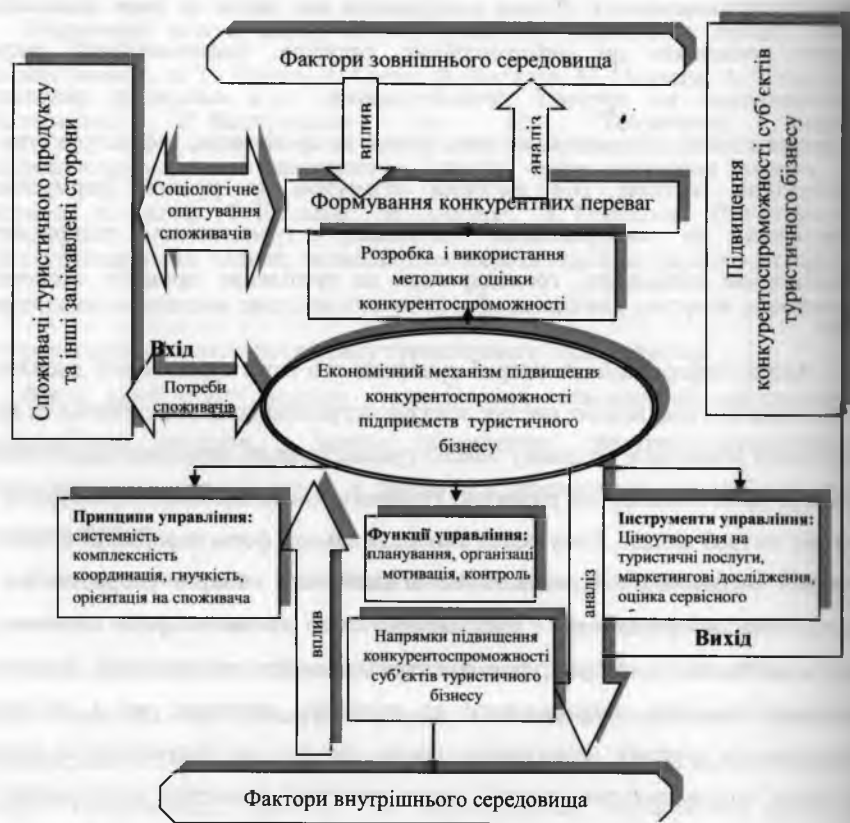 Фактори зовнішнього середовища
вплив
аналіз
Споживачі туристичного продукту
та інші зацікавлені сторони
Соціологічне
опитування
споживачів
Формування конкурентних переваг
Розробка і використання
методики оцінки
конкурентоспроможності
Підвищення
конкурентоспроможності суб’єктів
туристичного бізнесу
Вхід
Потреби
споживачів
Економічний механізм підвищення
конкурентоспроможності
підприємств туристичного
бізнесу
Принципи управління:
системність
комплексність
координація, гнучкість,
орієнтація на споживача
вплив
Функції управління:
планування, організаці
мотивація, контроль
Напрямки підвищення
конкурентоспроможності
суб’єктів туристичного
бізнесу
аналіз
Інструменти управління:
Ціноутворення на
туристичні послуги,
маркетингові дослідження,
оцінка сервісного
Вихід
Фактори внутрішнього середовища